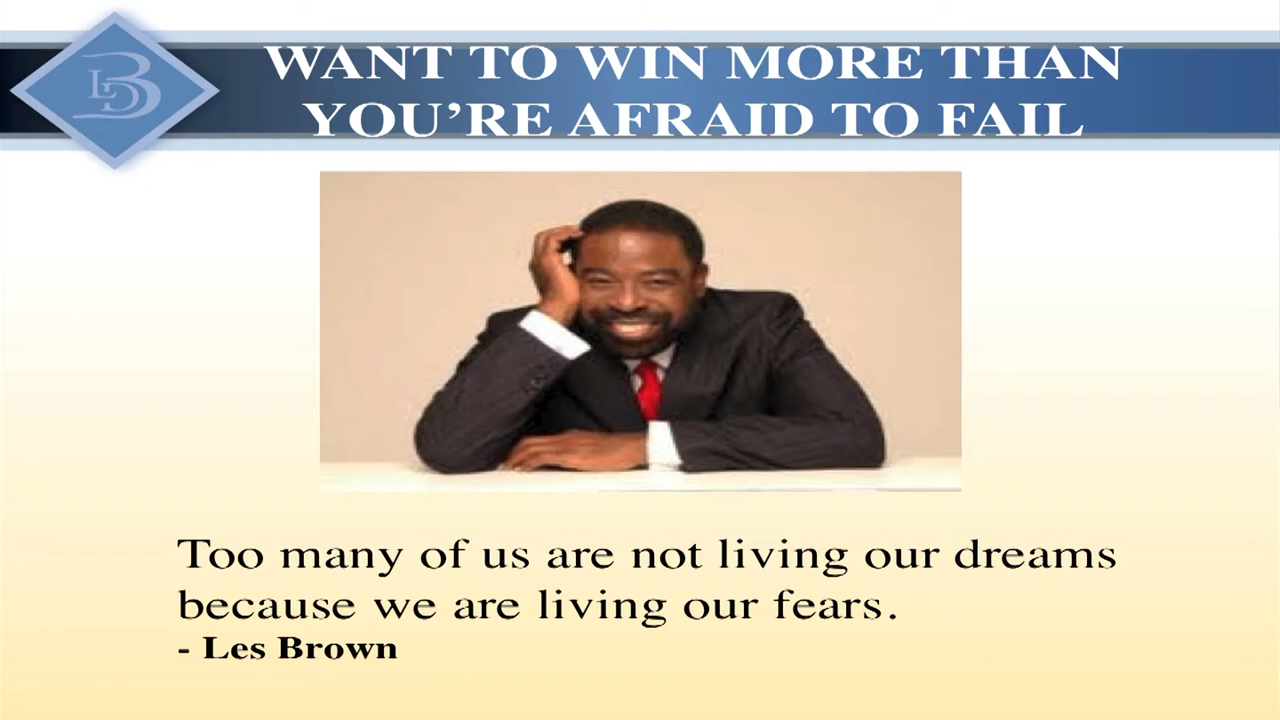 LB
WANT TO WIN MORE THAN
YOU’RE AFRAID TO FAIL
Too many of us are not living our dreams
because we are living our fears.
- Les Brown